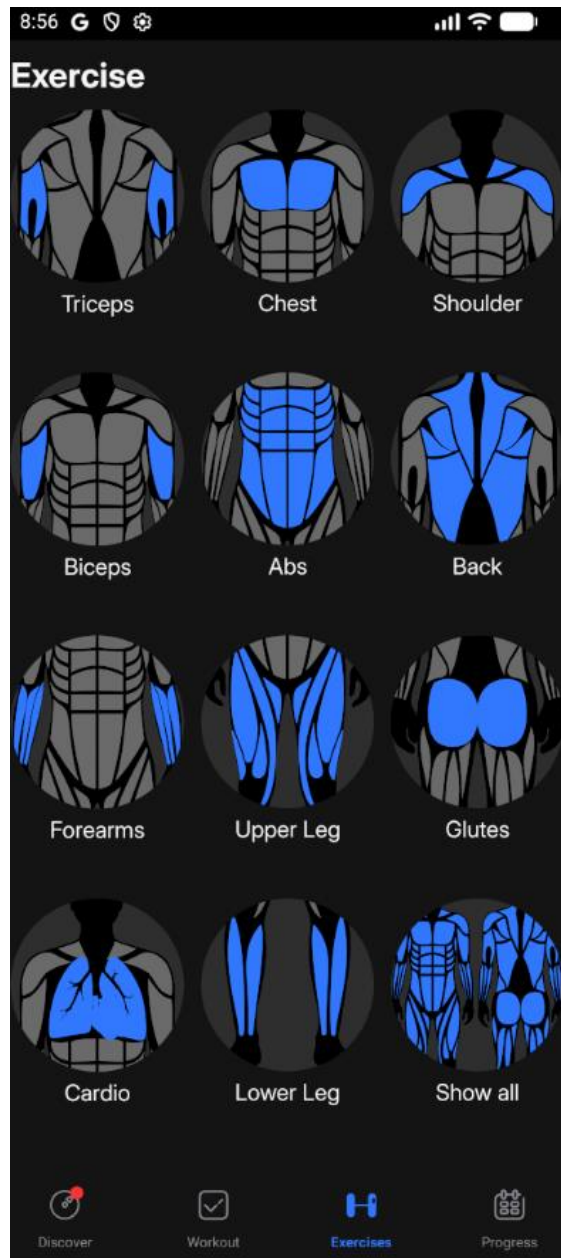 8:56 G
Exercise
Triceps Chest Shoulder
Biceps Abs Back
Forearms Upper Leg Glutes
Cardio Lower Leg Show all
Discover Workout Exercises Progress